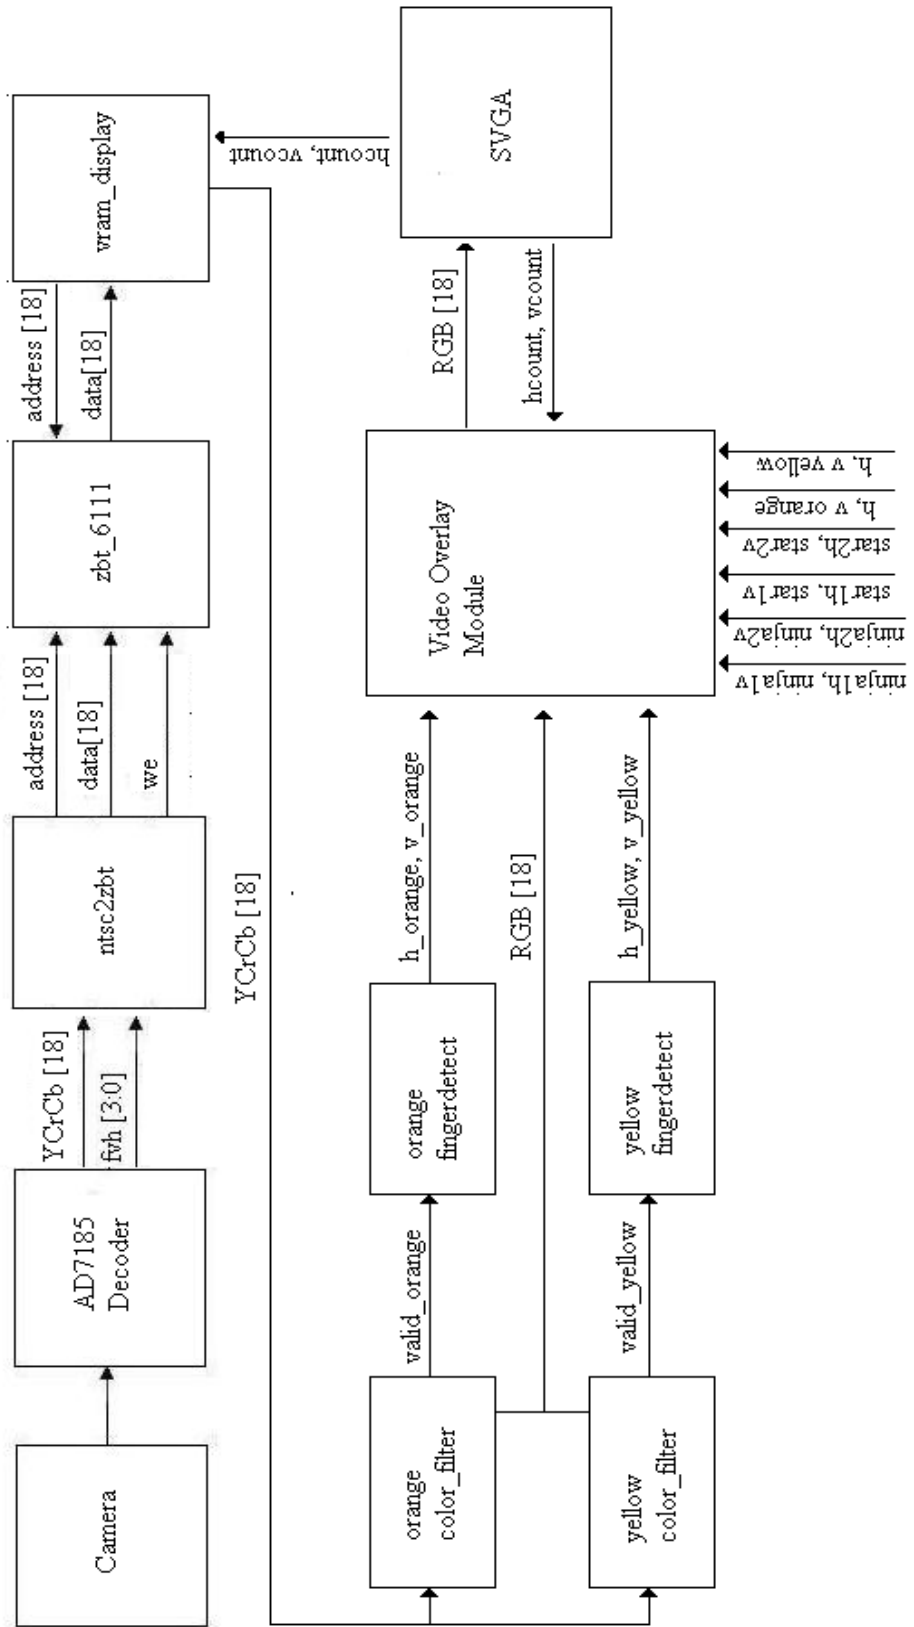 Camera
AD7185
Decoder
YCrCb [18]
fvh [3:0]
ntsc2zbt
address [18]
data[18]
we
zbt_6111
address [18]
data[18]
vram_display
hcount, vcount
YCrCb [18]
orange
color_filter
valid_orange
orange
fingerdetect
h_orange, v_orange
RGB [18]
yellow
color_filter
valid_yellow
yellow
fingerdetect
h_yellow, v_yellow
Video Overlay
Module
RGB [18]
hcount, vcount
SVGA
ninja1h, ninja1v
ninja2h, ninja2v
star1h, star1v
star2h, star2v
h, v orange
h, v yellow